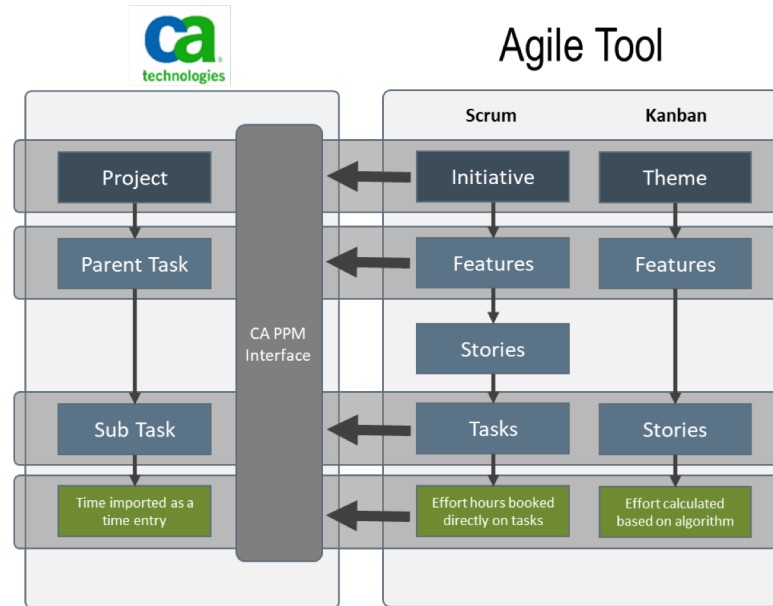 ca
technologies
Agile Tool
Scrum
Kanban
Project
Initiative
Theme
Parent Task
Features
Features
CA PPM
Interface
Stories
Sub Task
Tasks
Stories
Time imported as a
time entry
Effort hours booked
directly on tasks
Effort calculated
based on algorithm